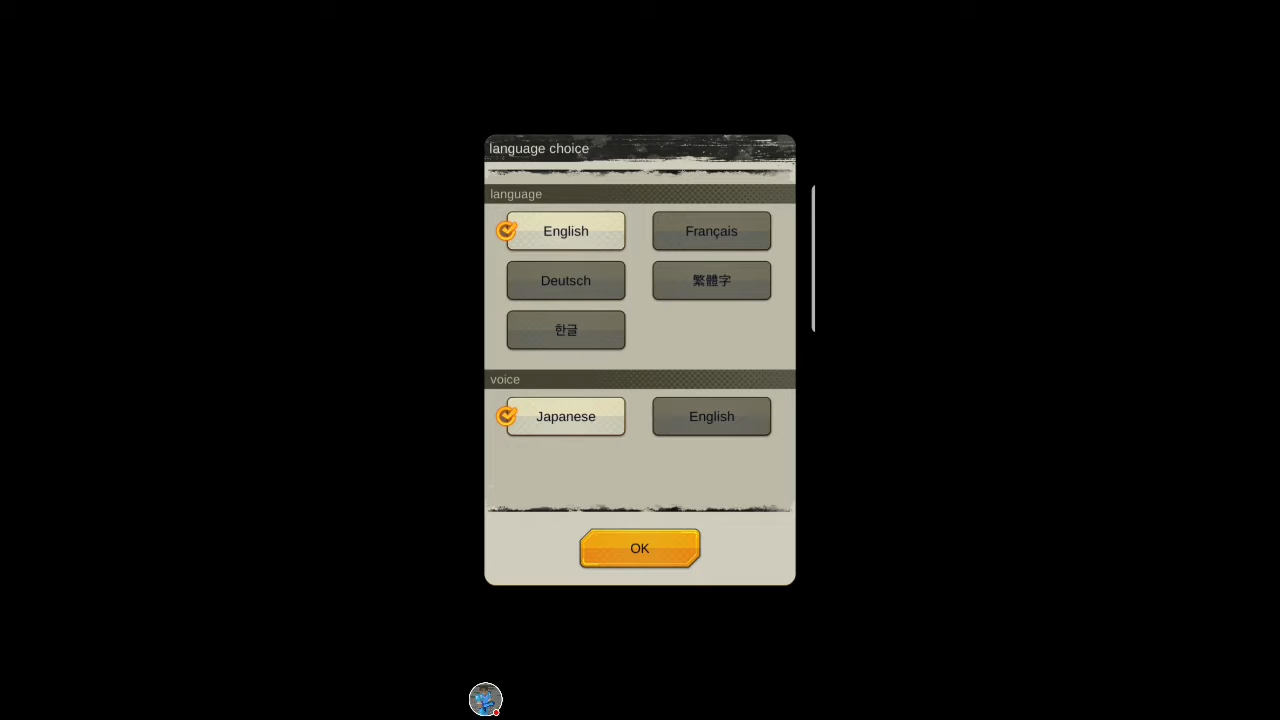 language choice
language
English
Français
Deutsch
繁體字
한글
voice
Japanese
English
OK